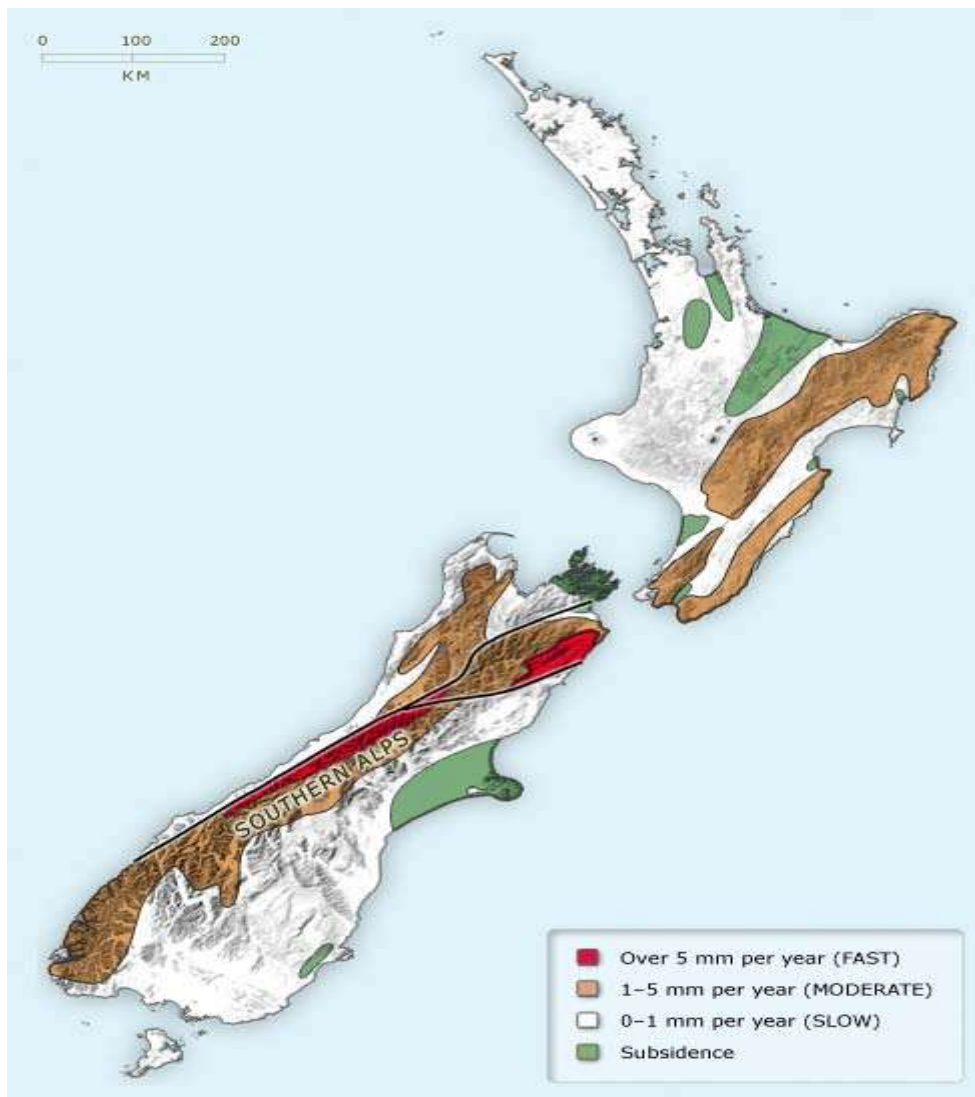 0 100 200
KM
SOUTHERN ALPS
Over 5 mm per year (FAST)
1–5 mm per year (MODERATE)
0–1 mm per year (SLOW)
Subsidence